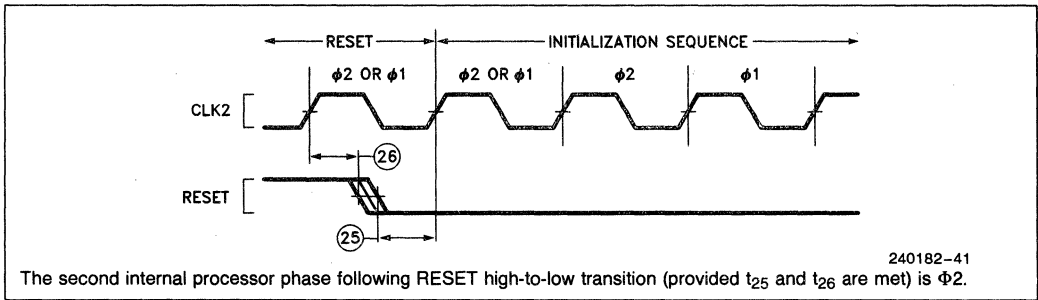 RESET INITIALIZATION SEQUENCE
ϕ2 OR ϕ1 ϕ2 OR ϕ1 ϕ2 ϕ1
CLK2
26
RESET
25
240182–41
The second internal processor phase following RESET high-to-low transition (provided t25 and t26 are met) is Φ2.